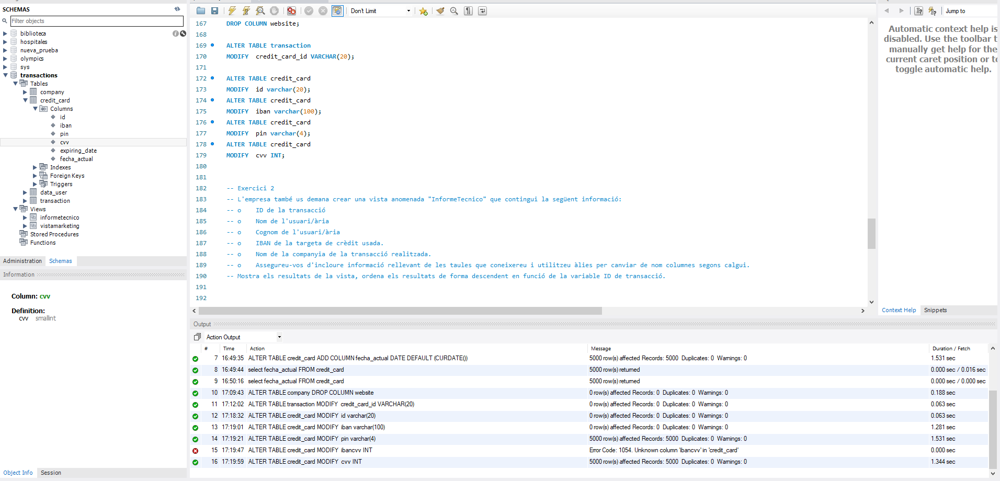 SCHEMAS
Filter objects
biblioteca
hospitales
nueva_prueba
olympics
sys
transactions
Tables
company
credit_card
Columns
id
iban
pin
cvv
expiring_date
fecha_actual
Indexes
Foreign Keys
Triggers
data_user
transaction
Views
informetecnico
vistamarketing
Stored Procedures
Functions
Administration Schemas
Information
Column: cvv
Definition:
cvv smallint
Object Info Session
Don't Limit
167 DROP COLUMN website;
168
169 ALTER TABLE transaction
170 MODIFY credit_card_id VARCHAR(20);
171
172 ALTER TABLE credit_card
173 MODIFY id varchar(20);
174 ALTER TABLE credit_card
175 MODIFY iban varchar(100);
176 ALTER TABLE credit_card
177 MODIFY pin varchar(4);
178 ALTER TABLE credit_card
179 MODIFY cvv INT;
180
181
182 -- Exercici 2
183 -- L'empresa també us demana crear una vista anomenada "InformeTecnico" que contingui la següent informació:
184 -- o ID de la transacció
185 -- o Nom de l'usuari/ària
186 -- o Cognom de l'usuari/ària
187 -- o IBAN de la targeta de crèdit usada.
188 -- o Nom de la companyia de la transacció realitzada.
189 -- o Assegureu-vos d'incloure informació rellevant de les taules que coneixereu i utilitzeu àlies per canviar de nom columnes segons calgui.
190 -- Mostra els resultats de la vista, ordena els resultats de forma descendent en funció de la variable ID de transacció.
191
192
Jump to
Automatic context help is
disabled. Use the toolbar t
manually get help for the
current caret position or to
toggle automatic help.
Context Help Snippets
Output
Action Output
# Time Action Message Duration / Fetch
7 16:49:35 ALTER TABLE credit_card ADD COLUMN fecha_actual DATE DEFAULT (CURDATE()) 5000 row(s) affected Records: 5000 Duplicates: 0 Warnings: 0 1.531 sec
8 16:49:44 select fecha_actual FROM credit_card 5000 row(s) returned 0.000 sec / 0.016 sec
9 16:50:16 select fecha_actual FROM credit_card 5000 row(s) returned 0.000 sec / 0.000 sec
10 17:09:43 ALTER TABLE company DROP COLUMN website 0 row(s) affected Records: 0 Duplicates: 0 Warnings: 0 0.188 sec
11 17:12:02 ALTER TABLE transaction MODIFY credit_card_id VARCHAR(20) 0 row(s) affected Records: 0 Duplicates: 0 Warnings: 0 0.063 sec
12 17:18:32 ALTER TABLE credit_card MODIFY id varchar(20) 0 row(s) affected Records: 0 Duplicates: 0 Warnings: 0 0.063 sec
13 17:19:01 ALTER TABLE credit_card MODIFY iban varchar(100) 0 row(s) affected Records: 0 Duplicates: 0 Warnings: 0 1.281 sec
14 17:19:21 ALTER TABLE credit_card MODIFY pin varchar(4) 5000 row(s) affected Records: 5000 Duplicates: 0 Warnings: 0 1.531 sec
15 17:19:47 ALTER TABLE credit_card MODIFY ibancvv INT Error Code: 1054. Unknown column 'ibancvv' in 'credit_card' 0.000 sec
16 17:19:59 ALTER TABLE credit_card MODIFY cvv INT 5000 row(s) affected Records: 5000 Duplicates: 0 Warnings: 0 1.344 sec